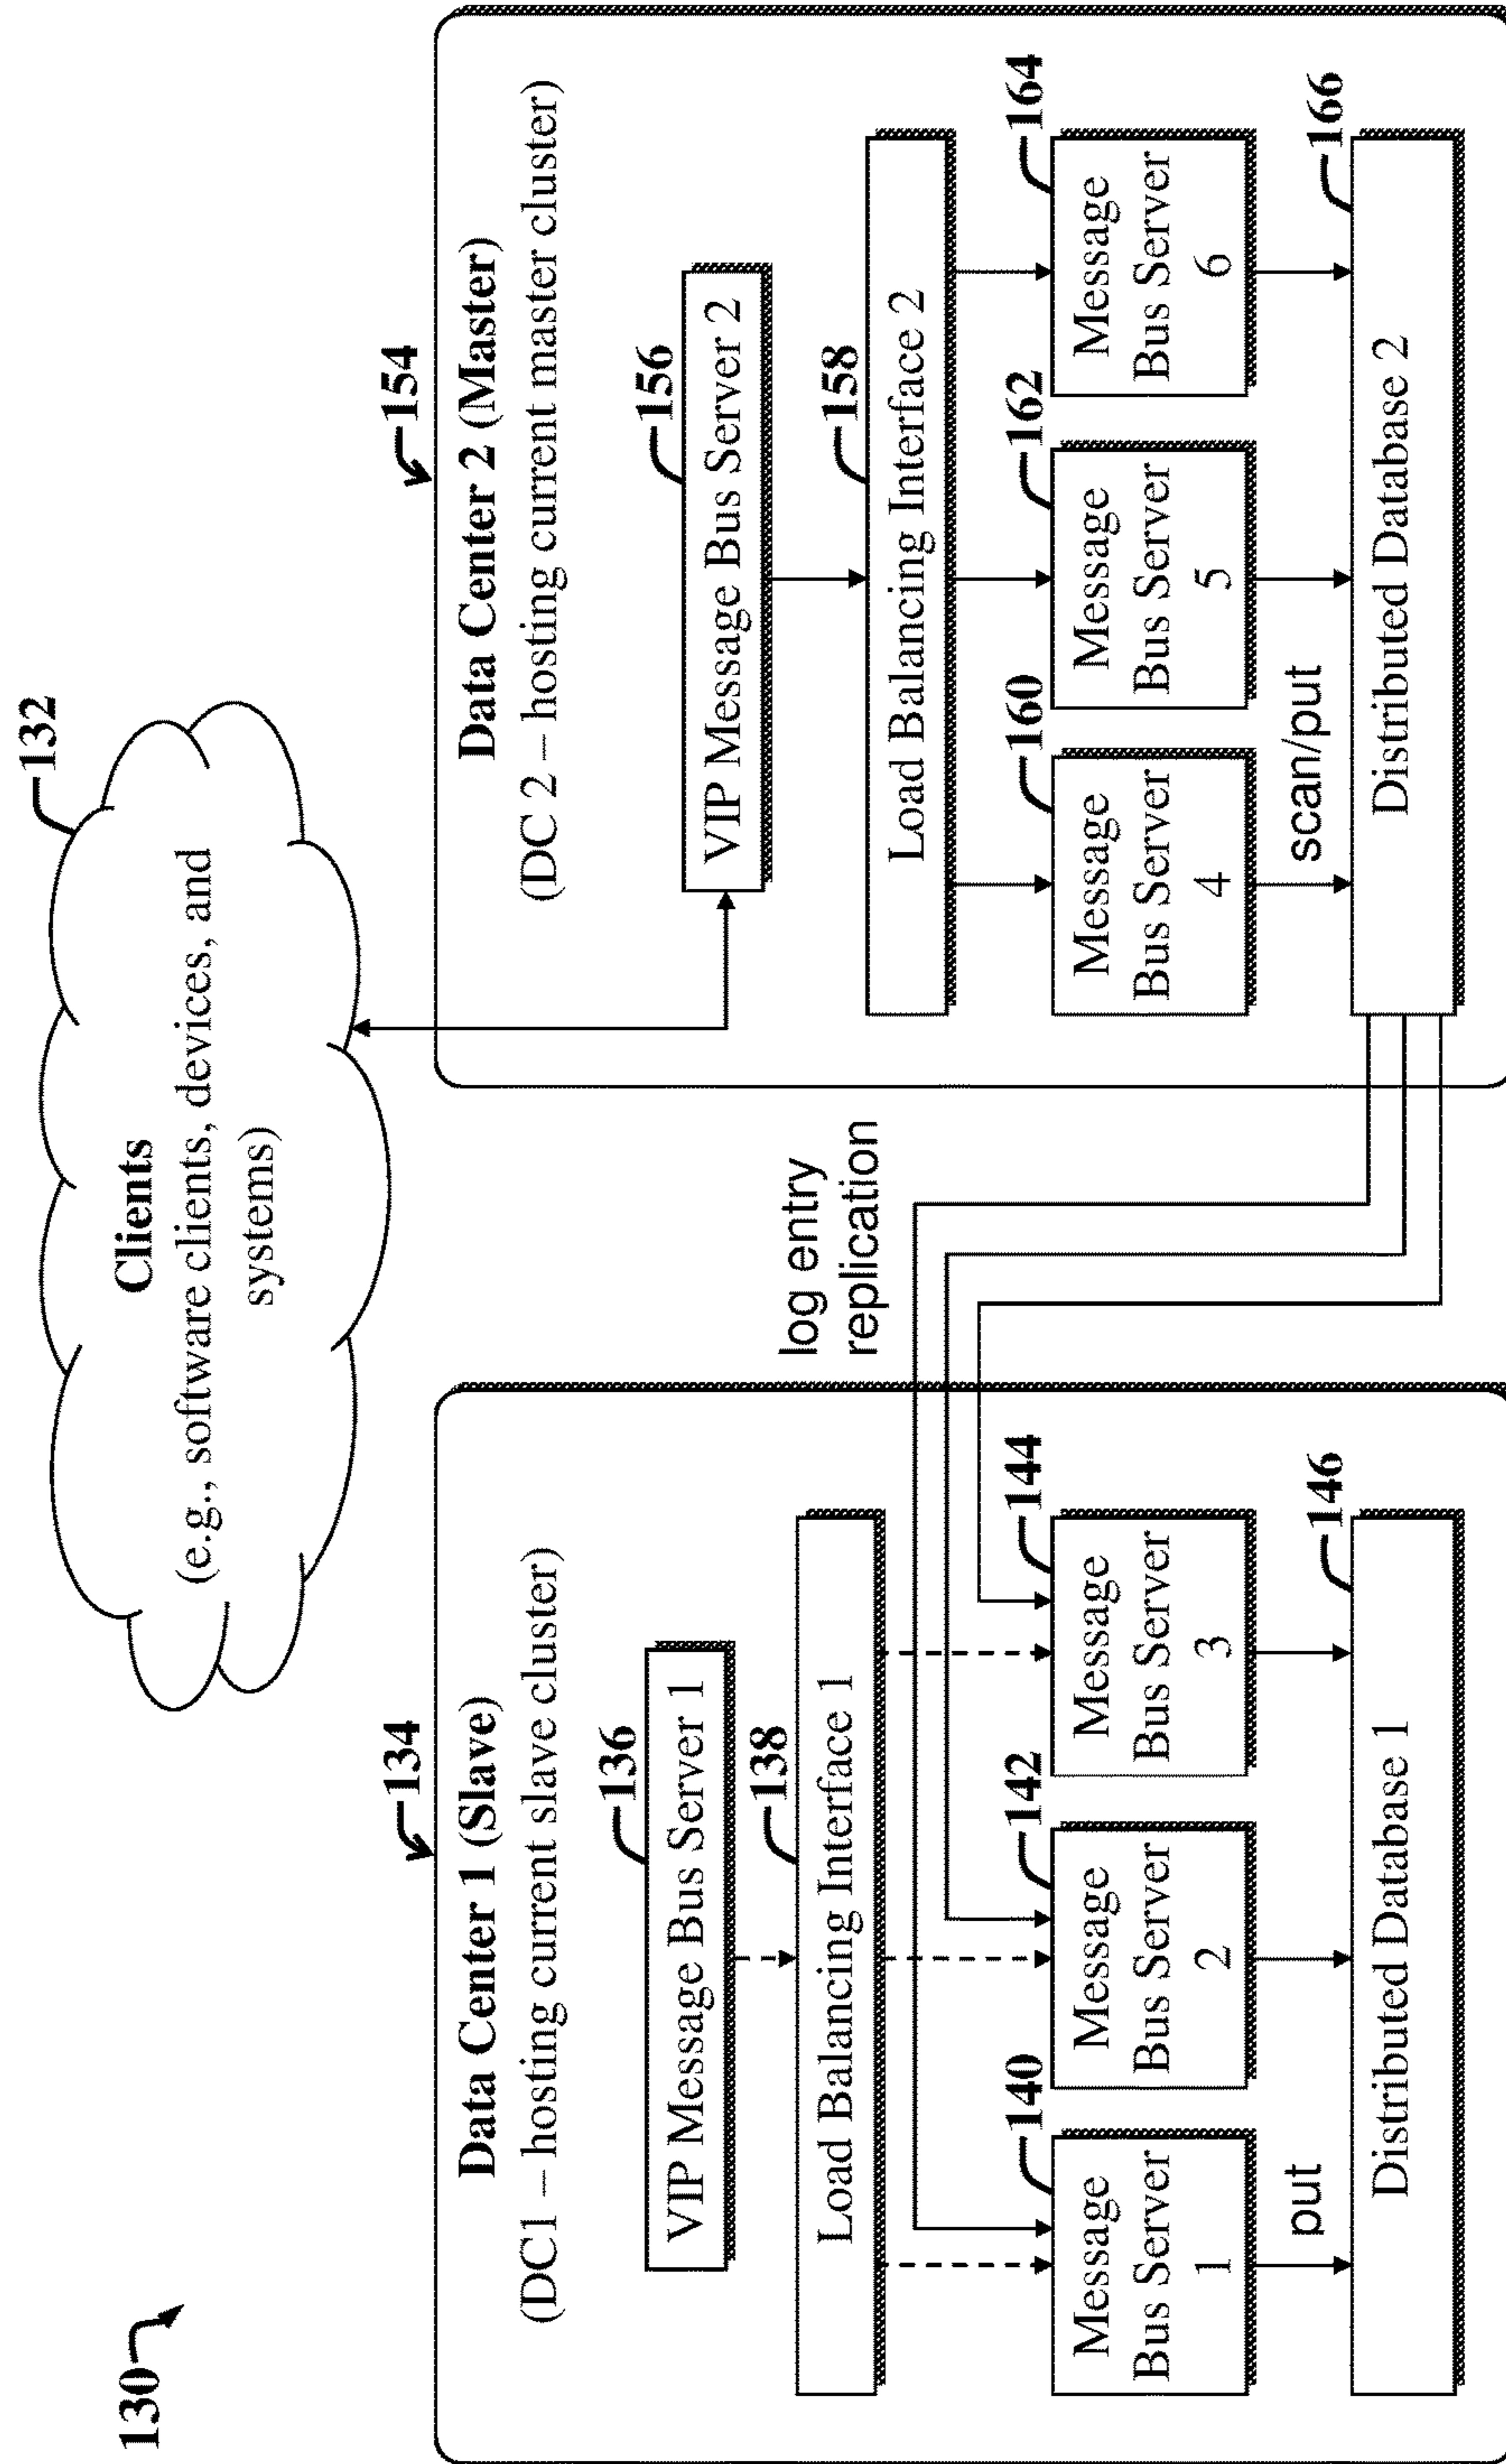 130
132
Clients
(e.g., software clients, devices, and
systems)
134
Data Center 1 (Slave)
(DC1 – hosting current slave cluster)
136
VIP Message Bus Server 1
138
Load Balancing Interface 1
140
Message
Bus Server
1
142
Message
Bus Server
2
144
Message
Bus Server
3
put
146
Distributed Database 1
log entry
replication
154
Data Center 2 (Master)
(DC 2 – hosting current master cluster)
156
VIP Message Bus Server 2
158
Load Balancing Interface 2
160
Message
Bus Server
4
162
Message
Bus Server
5
164
Message
Bus Server
6
scan/put
166
Distributed Database 2